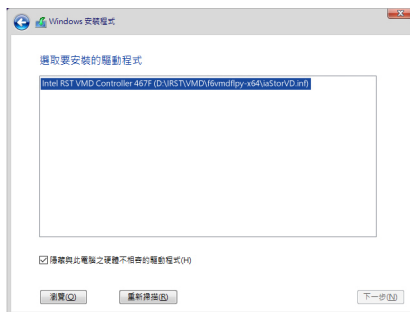 Windows 安裝程式
選取要安裝的驅動程式
Intel RST VMD Controller 467F (D:\IRST\VMD\f6vmdflpy-x64\iaStorVD.inf)
隱藏與此電腦之硬體不相容的驅動程式(H)
瀏覽(O)
重新掃描(R)
下一步(N)